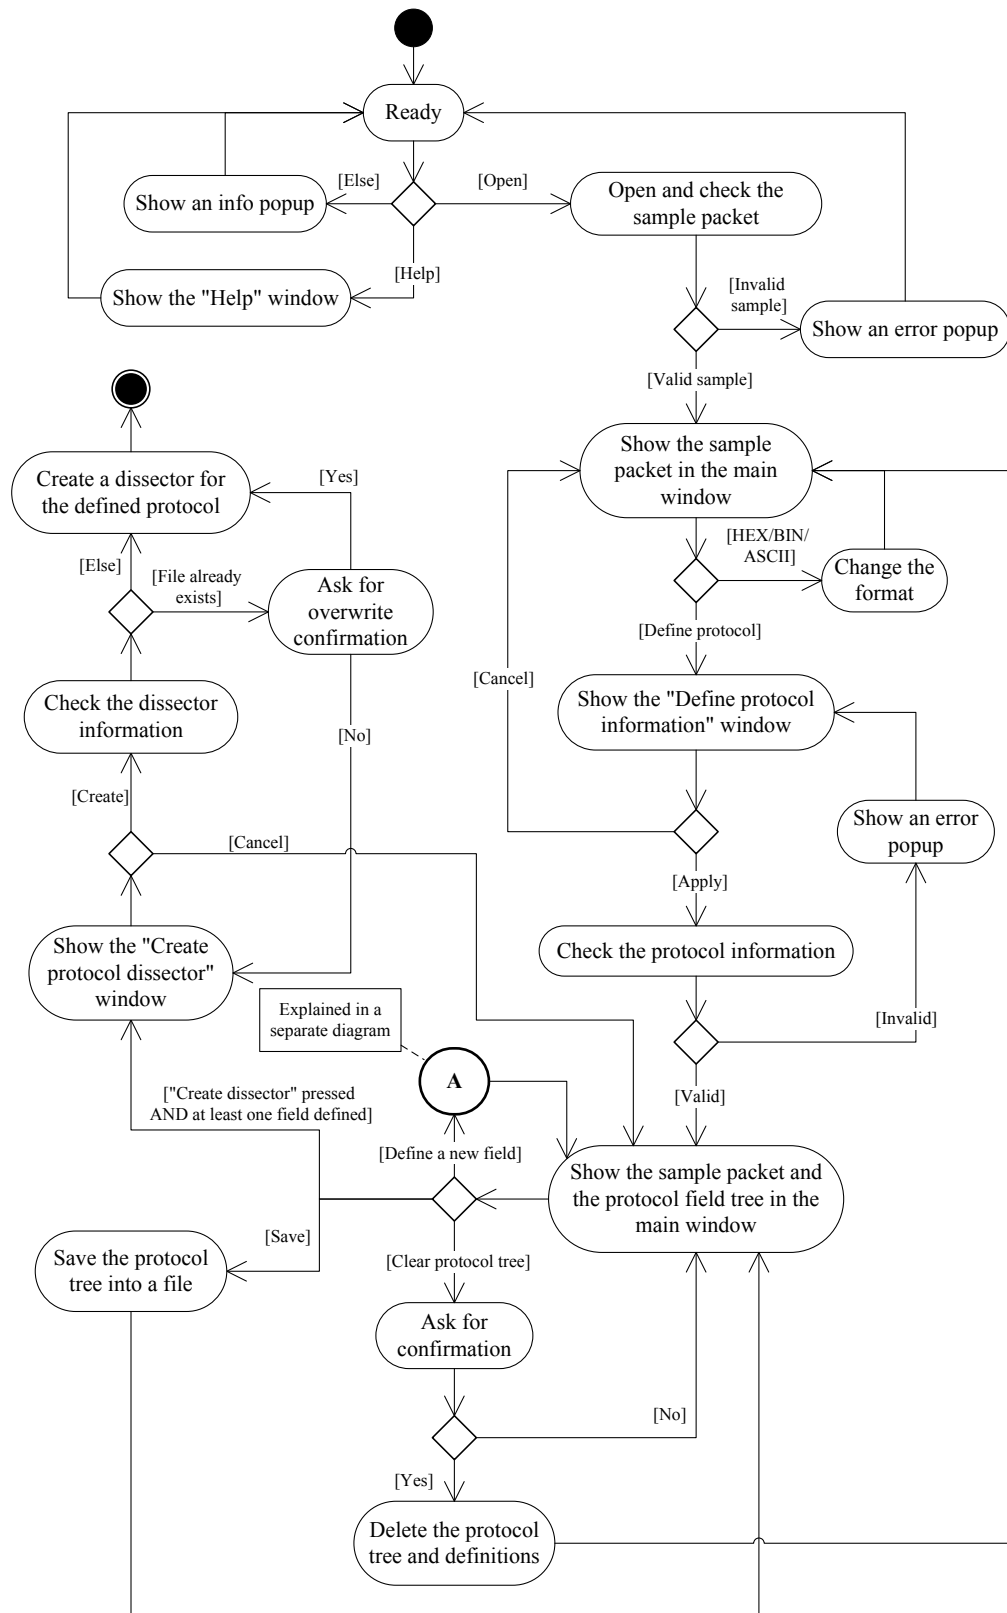 Ready
[Else]
[Open]
Show an info popup
Open and check the
sample packet
[Help]
Show the "Help" window
[Invalid
sample]
Show an error popup
[Valid sample]
Show the sample
packet in the main
window
Create a dissector for
the defined protocol
[Yes]
[HEX/BIN/
ASCII]
Change the
format
[Else]
[File already
exists]
Ask for
overwrite
confirmation
[Define protocol]
[Cancel]
Show the "Define protocol
information" window
Check the dissector
information
[No]
[Create]
[Cancel]
Show an error
popup
[Apply]
Check the protocol information
Show the "Create
protocol dissector"
window
Explained in a
separate diagram
[Invalid]
A
["Create dissector" pressed
AND at least one field defined]
[Valid]
[Define a new field]
Show the sample packet and
the protocol field tree in the
main window
[Save]
Save the protocol
tree into a file
[Clear protocol tree]
Ask for
confirmation
[No]
[Yes]
Delete the protocol
tree and definitions